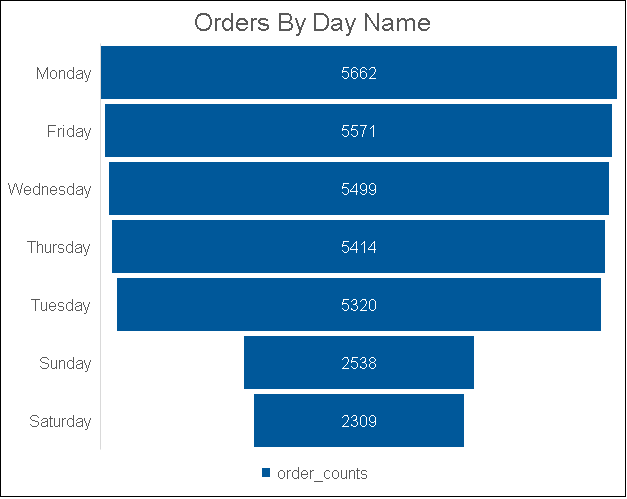 Orders By Day Name
Monday 5662
Friday 5571
Wednesday 5499
Thursday 5414
Tuesday 5320
Sunday 2538
Saturday 2309
order_counts